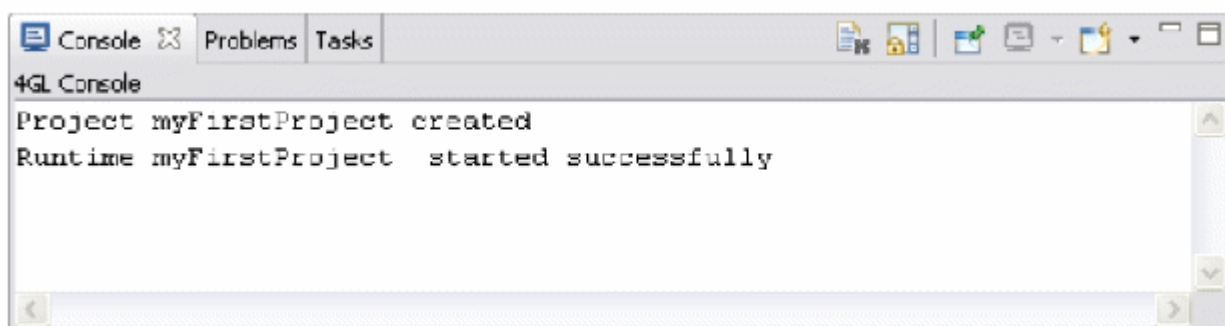 Console Problems Tasks
4GL Console
Project myFirstProject created
Runtime myFirstProject  started successfully